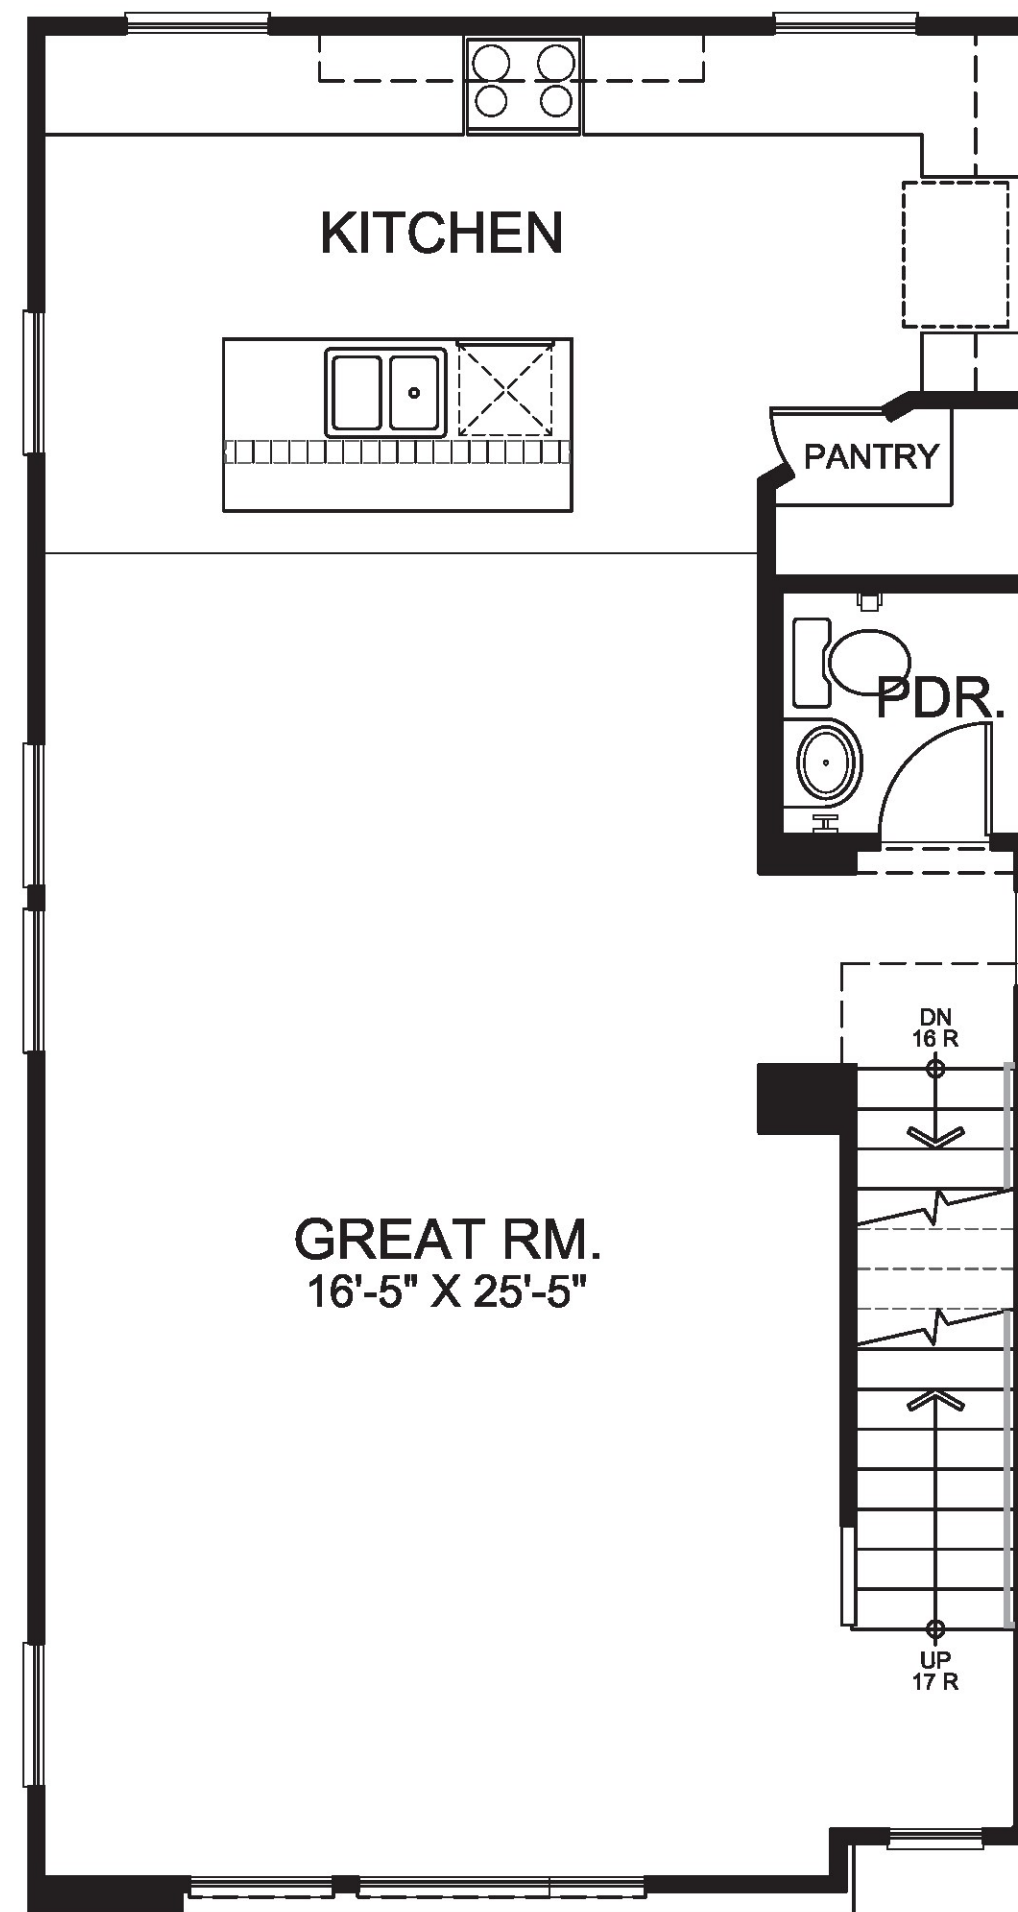 KITCHEN
PANTRY
PDR.
DN
16 R
GREAT RM.
16'-5" X 25'-5"
UP
17 R